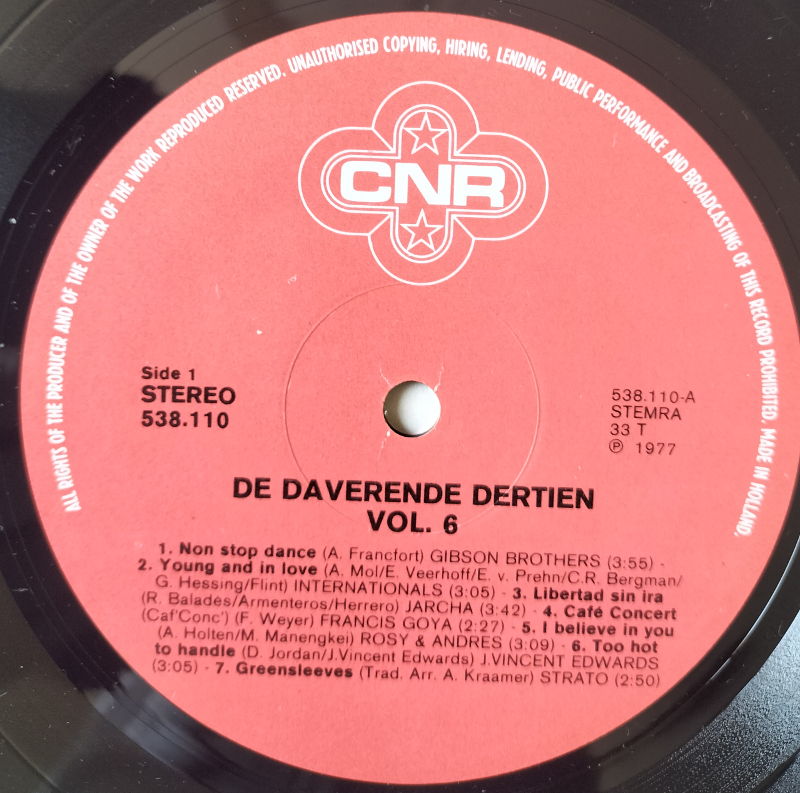 ALL RIGHTS OF THE PRODUCER AND OF THE OWNER OF THE WORK REPRODUCED RESERVED. UNAUTHORISED COPYING, HIRING, LENDING, PUBLIC PERFORMANCE AND BROADCASTING OF THIS RECORD PROHIBITED. MADE IN HOLLAND.
CNR
Side 1
STEREO
538.110
538.110-A
STEMRA
33 T
℗ 1977
DE DAVERENDE DERTIEN
VOL. 6
1. Non stop dance (A. Francfort) GIBSON BROTHERS (3:55) -
2. Young and in love (A. Mol/E. Veerhoff/E. v. Prehn/C.R. Bergman/
G. Hessing/Flint) INTERNATIONALS (3:05) - 3. Libertad sin ira
(R. Balades/Armenteros/Herrero) JARCHA (3:42) - 4. Café Concert
(Caf'Conc') (F. Weyer) FRANCIS GOYA (2:27) - 5. I believe in you
(A. Holten/M. Manengkei) ROSY & ANDRES (3:09) - 6. Too hot
to handle (D. Jordan/J.Vincent Edwards) J.VINCENT EDWARDS
(3:05) - 7. Greensleeves (Trad. Arr. A. Kraamer) STRATO (2:50)